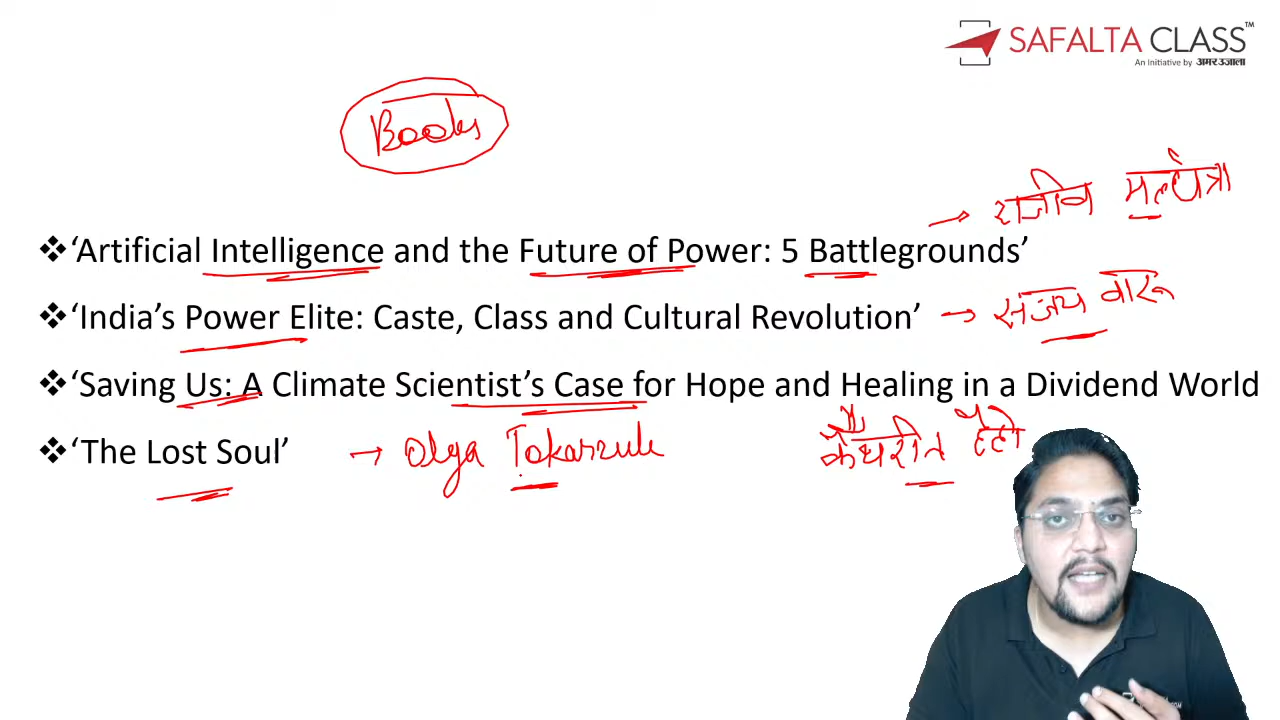 SAFALTA CLASS™
An Initiative by अमर उजाला
Books
→ राजीव मल्होत्रा
❖‘Artificial Intelligence and the Future of Power: 5 Battlegrounds’
❖‘India’s Power Elite: Caste, Class and Cultural Revolution’ → संजय बारू
❖‘Saving Us: A Climate Scientist’s Case for Hope and Healing in a Dividend World
❖‘The Lost Soul’ → Olga Tokarzuk कैथरीन